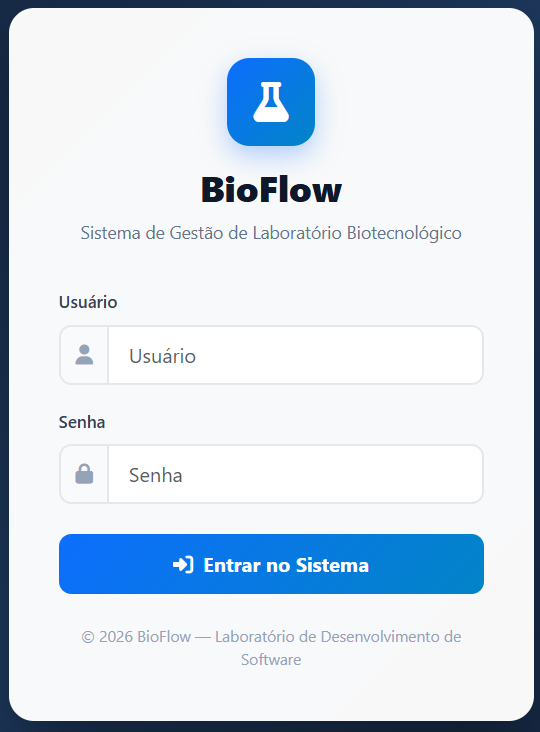 BioFlow
Sistema de Gestão de Laboratório Biotecnológico
Usuário
Usuário
Senha
Senha
Entrar no Sistema
© 2026 BioFlow — Laboratório de Desenvolvimento de
Software